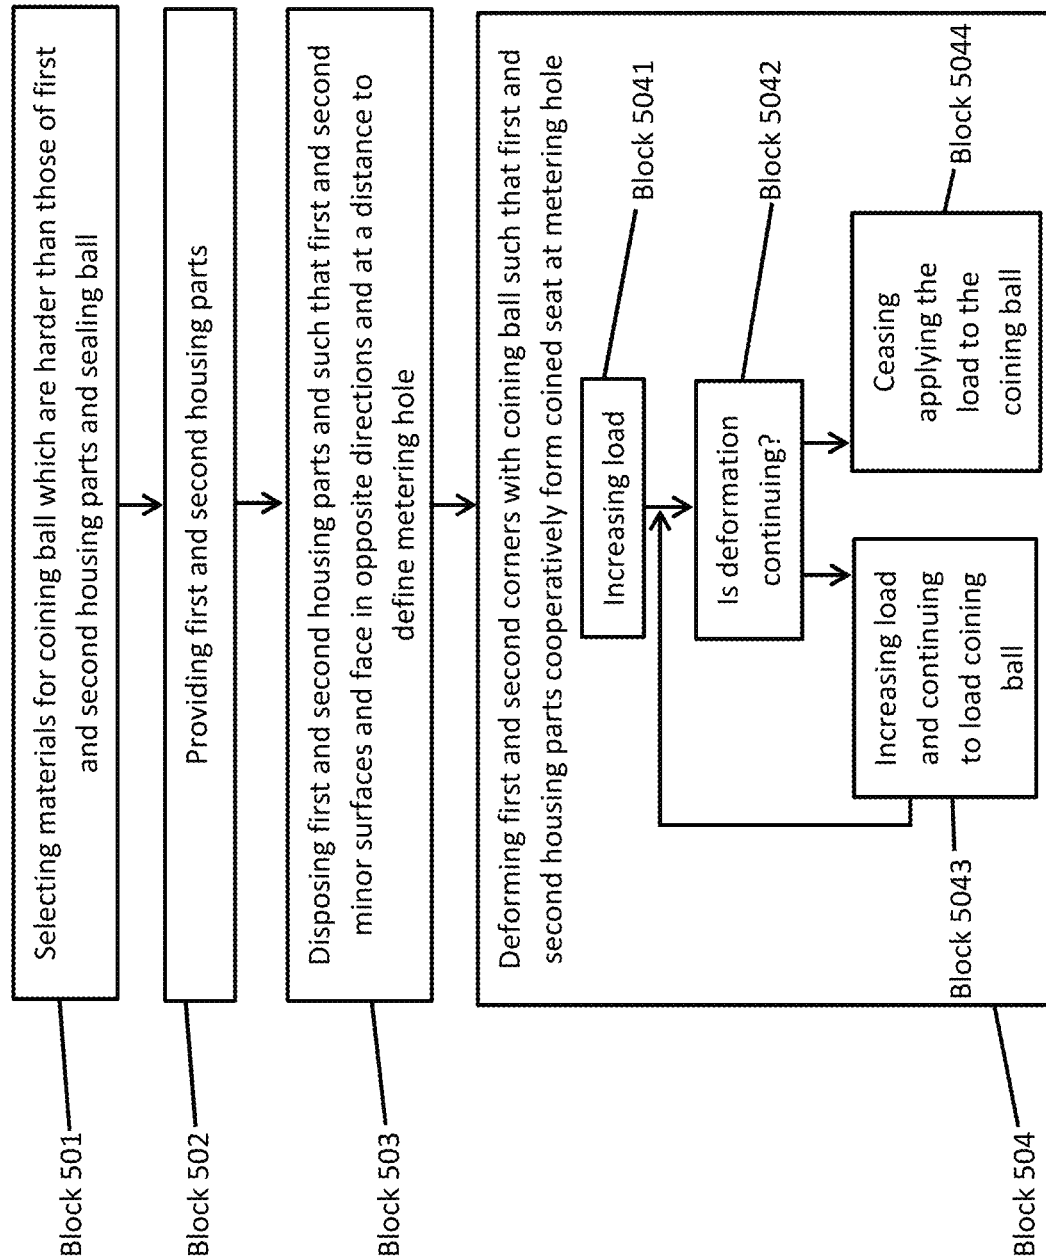 Block 501
Selecting materials for coining ball which are harder than those of first
and second housing parts and sealing ball
Block 502
Providing first and second housing parts
Block 503
Disposing first and second housing parts and such that first and second
minor surfaces and face in opposite directions and at a distance to
define metering hole
Block 504
Deforming first and second corners with coining ball such that first and
second housing parts cooperatively form coined seat at metering hole
Increasing load
Block 5041
Is deformation
continuing?
Block 5042
Block 5043
Increasing load
and continuing
to load coining
ball
Ceasing
applying the
load to the
coining ball
Block 5044